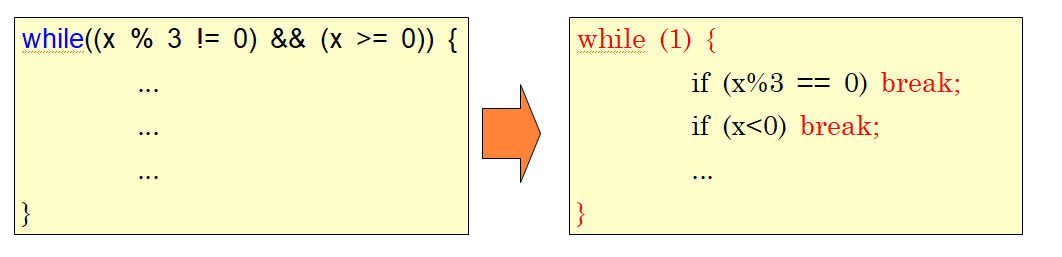 while((x % 3 != 0) && (x >= 0)) {
...
...
...
}
while (1) {
if (x%3 == 0) break;
if (x<0) break;
...
}